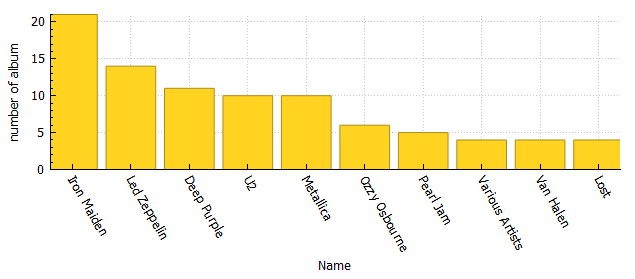 number of album
20
15
10
5
0
Iron Maiden
Led Zeppelin
Deep Purple
U2
Metallica
Ozzy Osbourne
Pearl Jam
Various Artists
Van Halen
Lost
Name